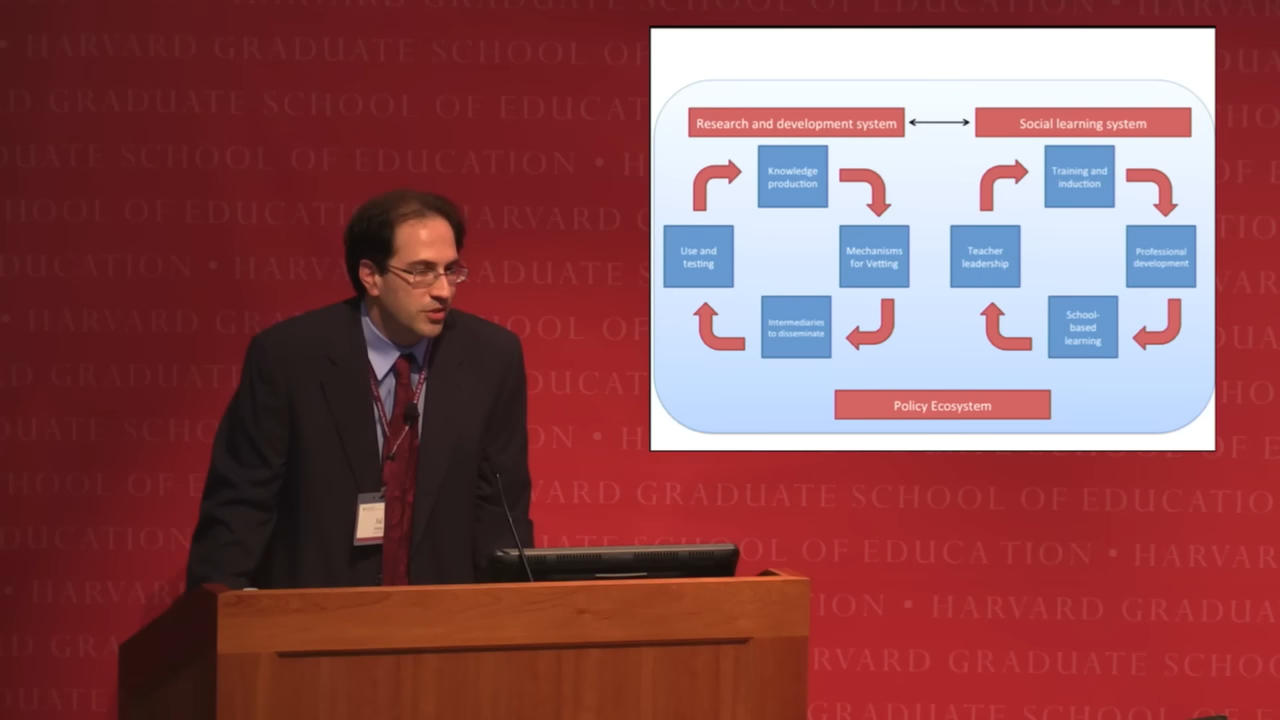 HARVARD GRADUATE SCHOOL OF EDUCATION
Research and development system
Social learning system
Knowledge
production
Training and
induction
Use and
testing
Mechanisms
for Vetting
Teacher
leadership
Professional
development
Intermediaries
to disseminate
School-
based
learning
Policy Ecosystem